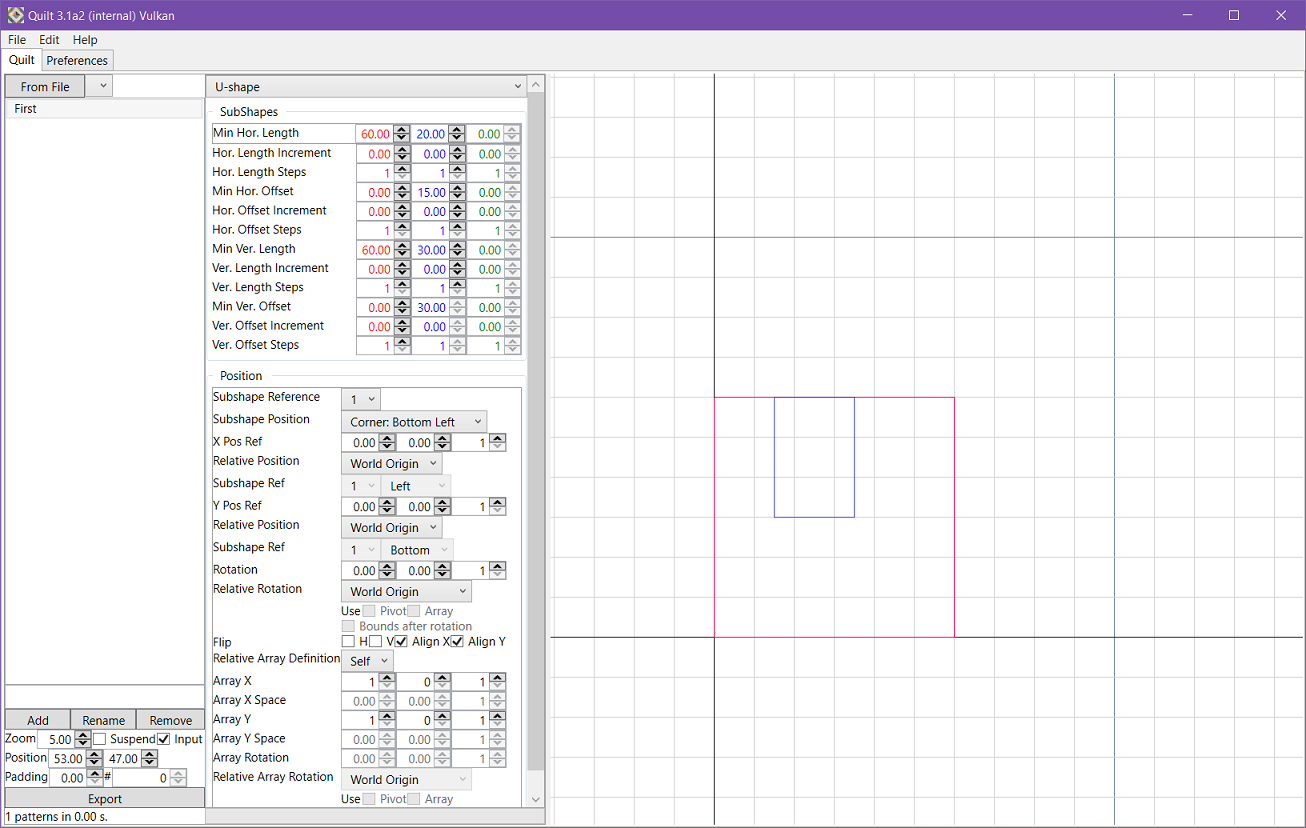 Quilt 3.1a2 (internal) Vulkan
File Edit Help
Quilt Preferences
From File
First
U-shape
SubShapes
Min Hor. Length 60.00 20.00 0.00
Hor. Length Increment 0.00 0.00 0.00
Hor. Length Steps 1 1 1
Min Hor. Offset 0.00 15.00 0.00
Hor. Offset Increment 0.00 0.00 0.00
Hor. Offset Steps 1 1 1
Min Ver. Length 60.00 30.00 0.00
Ver. Length Increment 0.00 0.00 0.00
Ver. Length Steps 1 1 1
Min Ver. Offset 0.00 30.00 0.00
Ver. Offset Increment 0.00 0.00 0.00
Ver. Offset Steps 1 1 1
Position
Subshape Reference 1
Subshape Position Corner: Bottom Left
X Pos Ref 0.00 0.00 1
Relative Position World Origin
Subshape Ref 1 Left
Y Pos Ref 0.00 0.00 1
Relative Position World Origin
Subshape Ref 1 Bottom
Rotation 0.00 0.00 1
Relative Rotation World Origin
Use Pivot Array
Bounds after rotation
Flip H V Align X Align Y
Relative Array Definition Self
Array X 1 0 1
Array X Space 0.00 0.00 1
Array Y 1 0 1
Array Y Space 0.00 0.00 1
Array Rotation 0.00 0.00 1
Relative Array Rotation World Origin
Use Pivot Array
Add Rename Remove
Zoom 5.00 Suspend Input
Position 53.00 47.00
Padding 0.00 # 0
Export
1 patterns in 0.00 s.